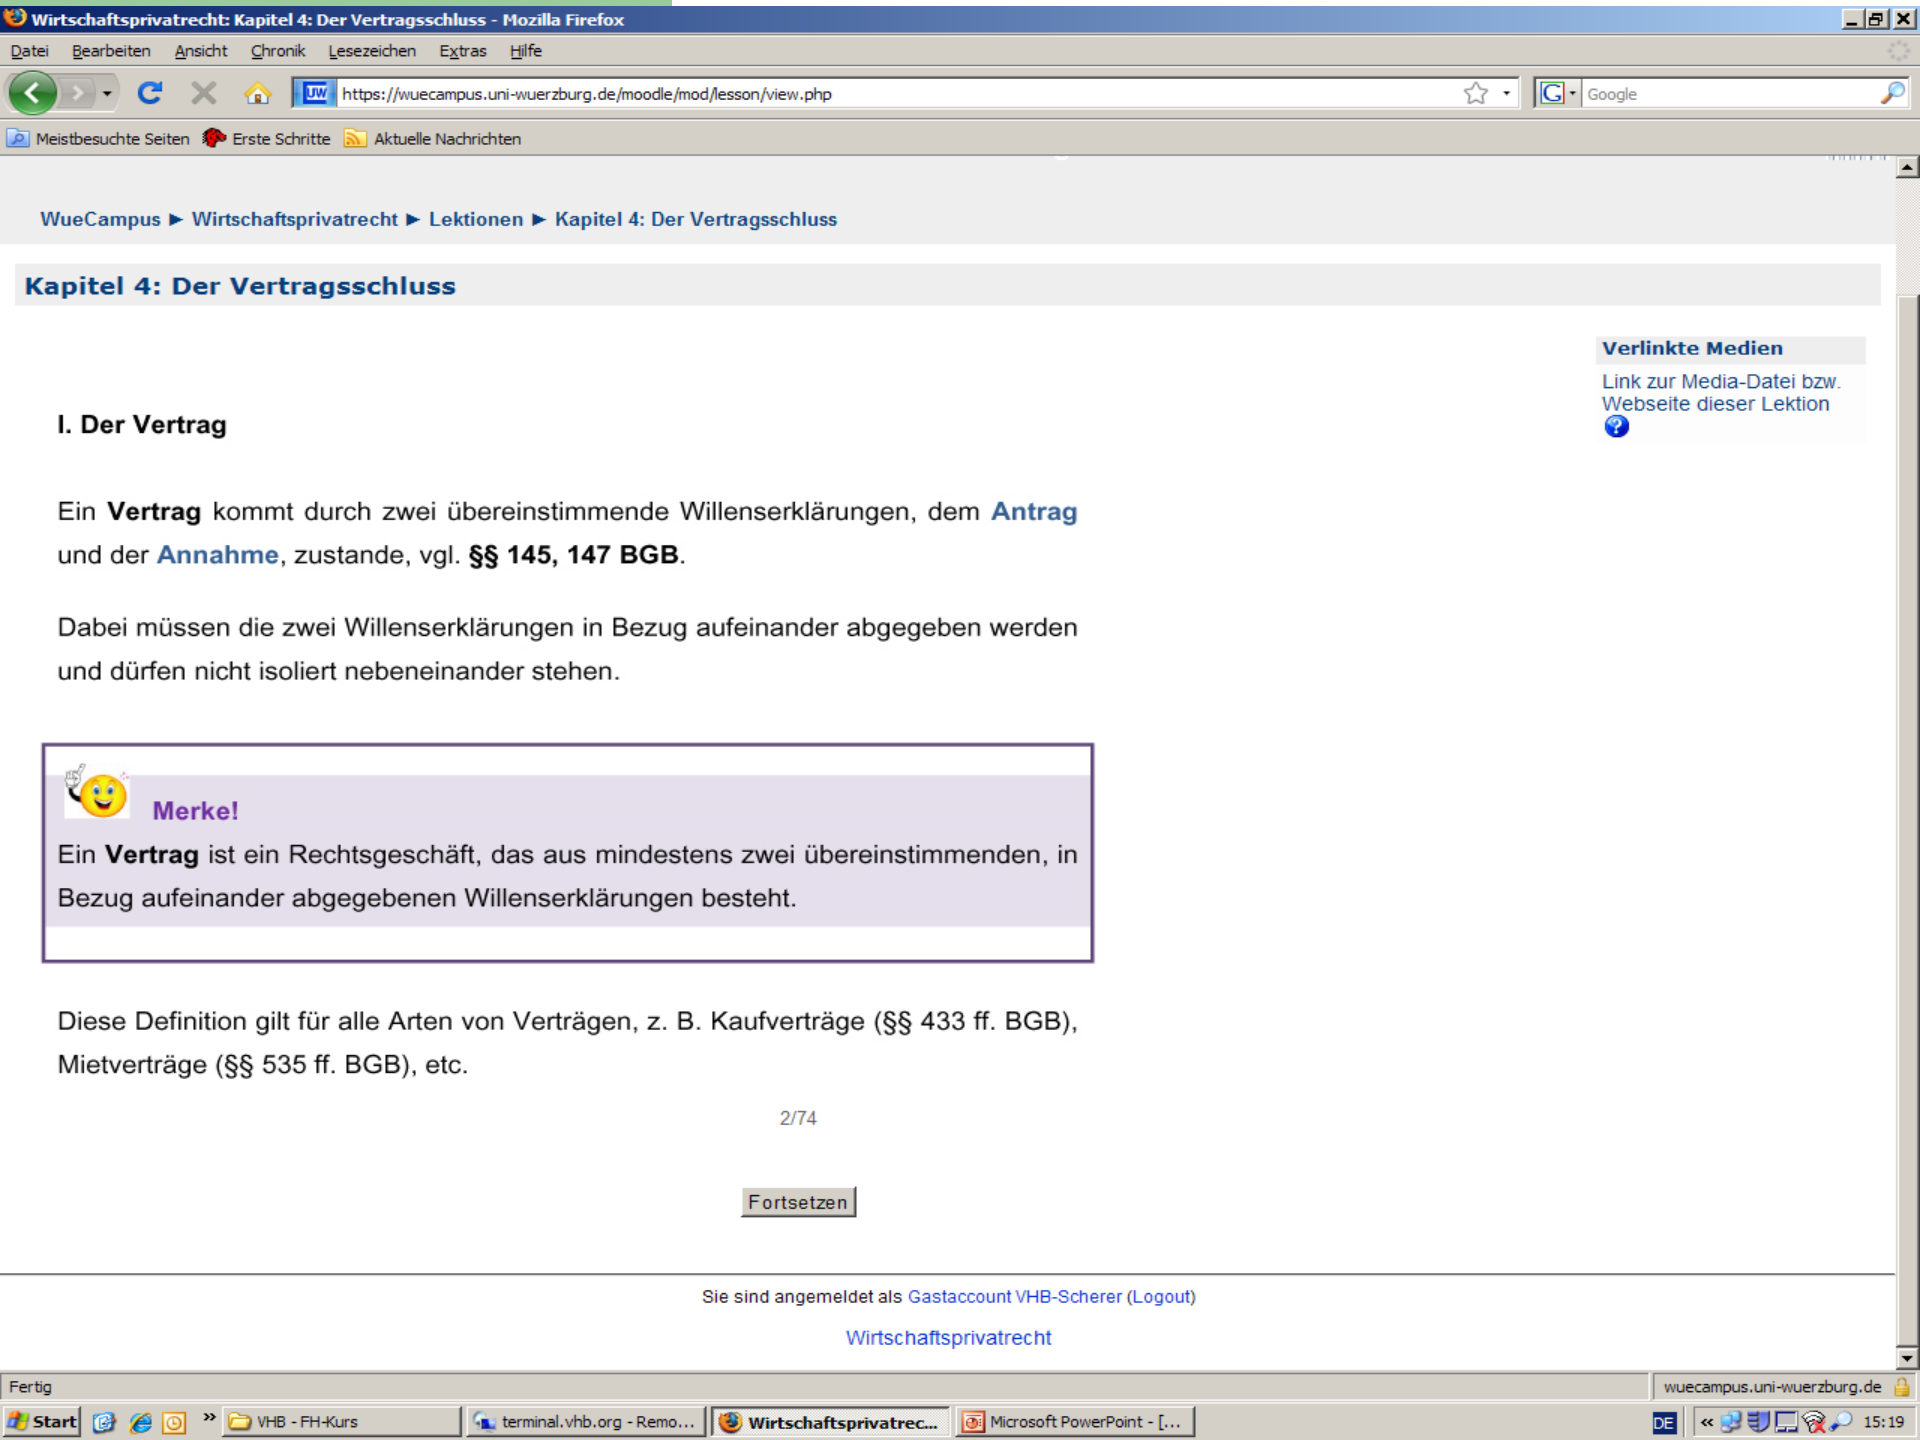 Wirtschaftsprivatrecht: Kapitel 4: Der Vertragsschluss - Mozilla Firefox
Datei Bearbeiten Ansicht Chronik Lesezeichen Extras Hilfe
UW https://wuecampus.uni-wuerzburg.de/moodle/mod/lesson/view.php G Google
Meistbesuchte Seiten Erste Schritte Aktuelle Nachrichten
WueCampus ► Wirtschaftsprivatrecht ► Lektionen ► Kapitel 4: Der Vertragsschluss
Kapitel 4: Der Vertragsschluss
Verlinkte Medien
Link zur Media-Datei bzw.
Webseite dieser Lektion
?
I. Der Vertrag
Ein Vertrag kommt durch zwei übereinstimmende Willenserklärungen, dem Antrag
und der Annahme, zustande, vgl. §§ 145, 147 BGB.
Dabei müssen die zwei Willenserklärungen in Bezug aufeinander abgegeben werden
und dürfen nicht isoliert nebeneinander stehen.
Merke!
Ein Vertrag ist ein Rechtsgeschäft, das aus mindestens zwei übereinstimmenden, in
Bezug aufeinander abgegebenen Willenserklärungen besteht.
Diese Definition gilt für alle Arten von Verträgen, z. B. Kaufverträge (§§ 433 ff. BGB),
Mietverträge (§§ 535 ff. BGB), etc.
2/74
Fortsetzen
Sie sind angemeldet als Gastaccount VHB-Scherer (Logout)
Wirtschaftsprivatrecht
Fertig wuecampus.uni-wuerzburg.de
Start » VHB - FH-Kurs terminal.vhb.org - Remo... Wirtschaftsprivatrec... Microsoft PowerPoint - [... DE « 15:19